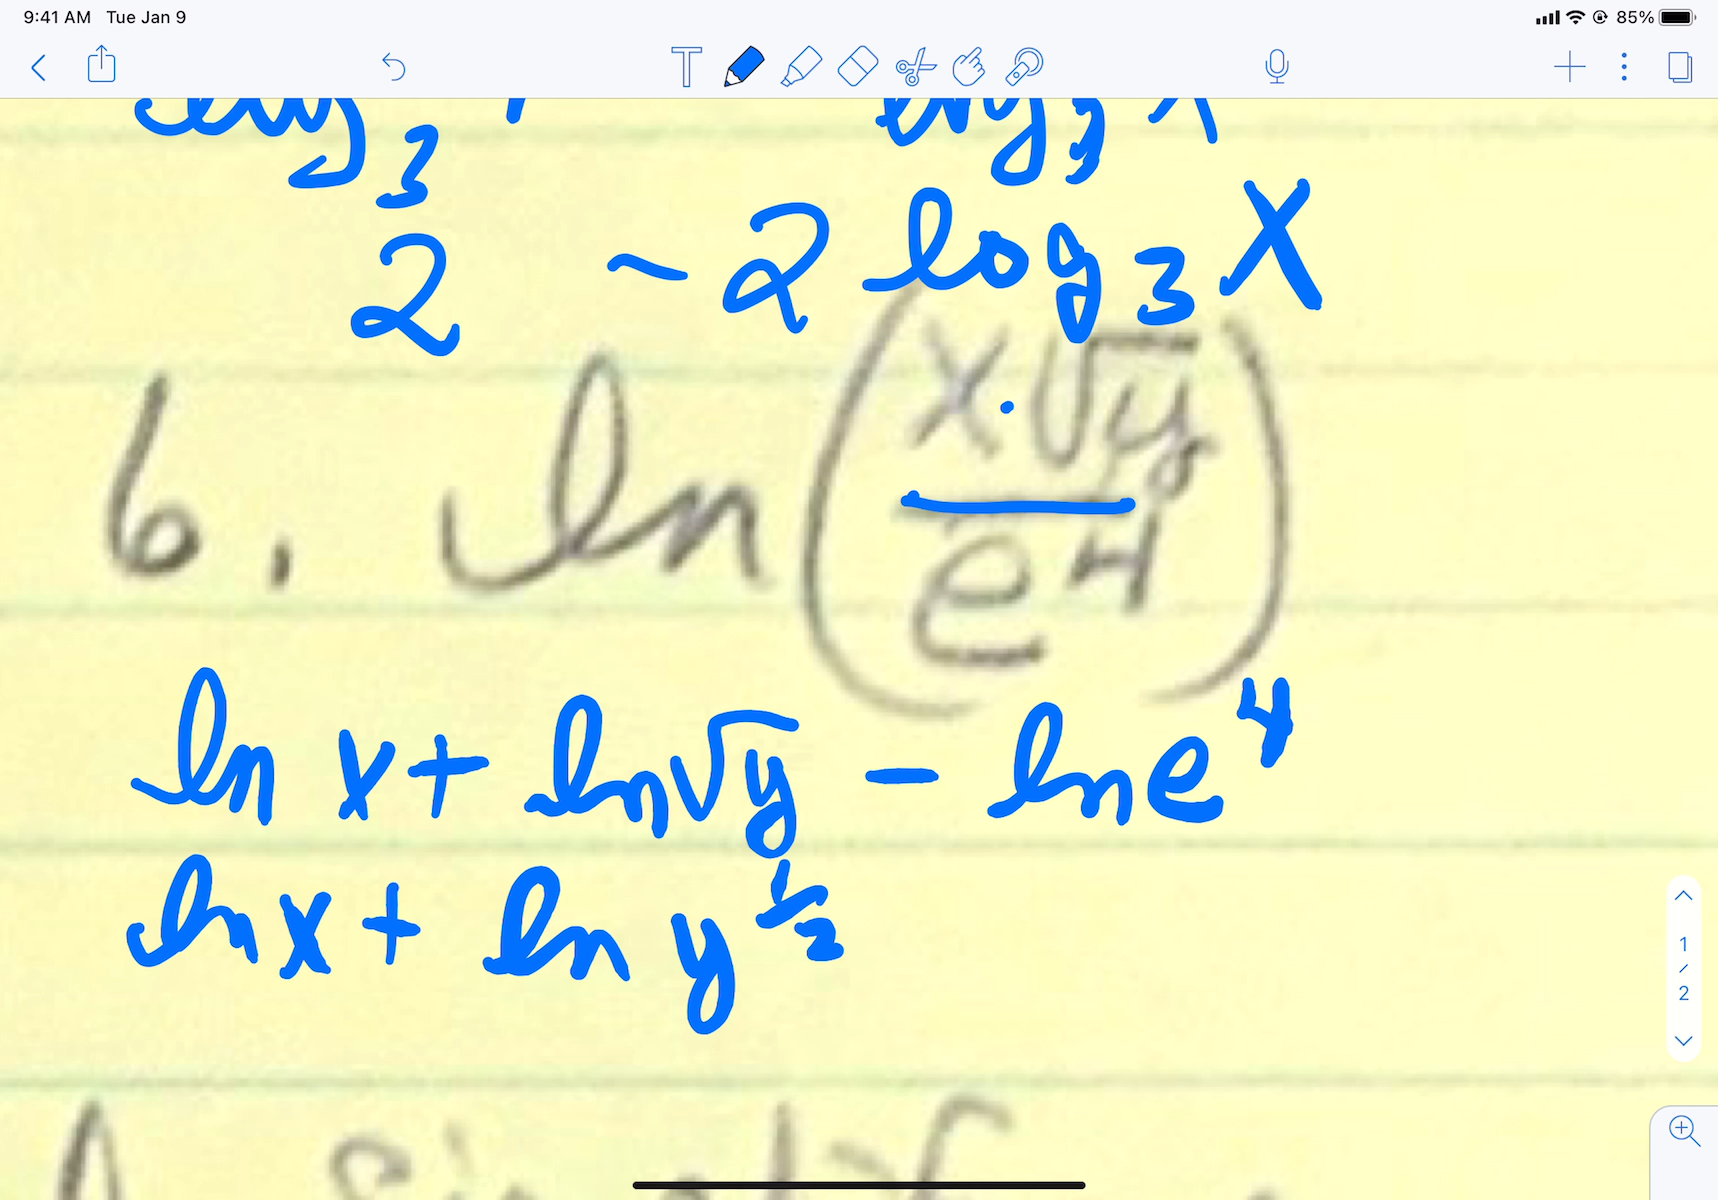 9:41 AM Tue Jan 9 85%
T
3
2 - 2 log₃ X
6. ln(x·√y / e⁴)
ln x + ln √y - ln e⁴
ln x + ln y^½
1
/
2